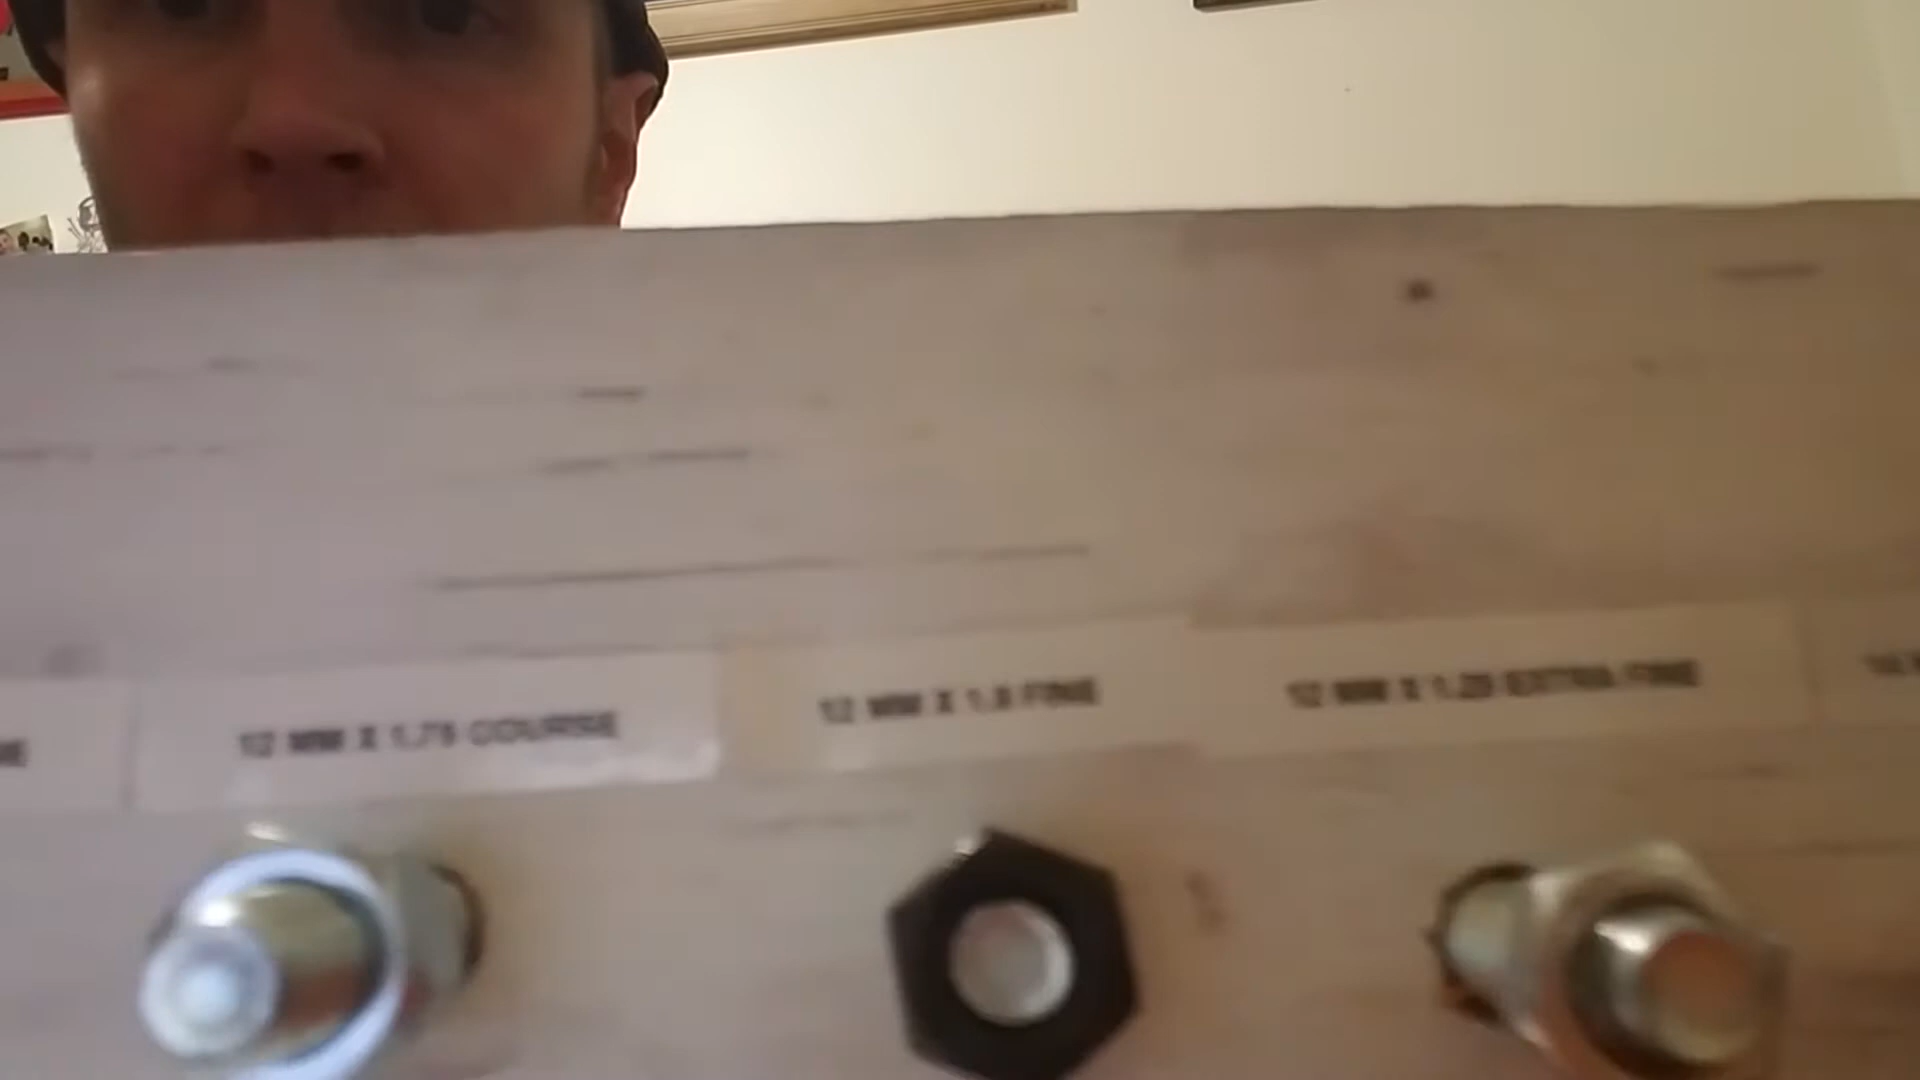 12 MM X 1.75 COURSE
12 MM X 1.5 FINE
12 MM X 1.25 EXTRA FINE